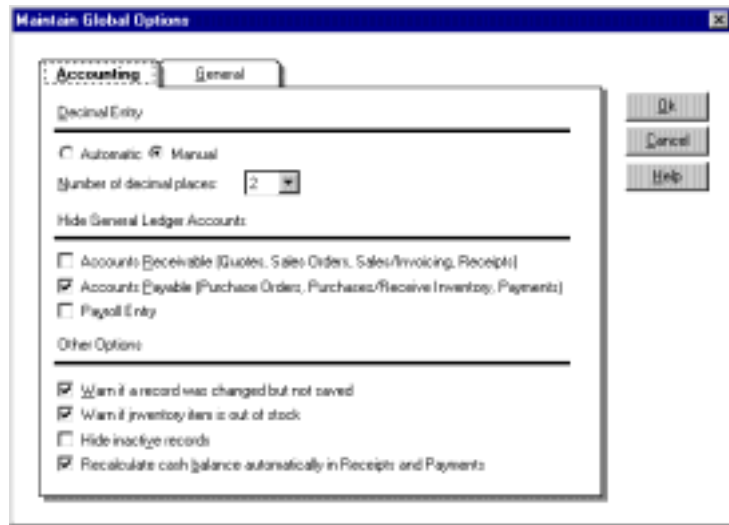 Maintain Global Options
Accounting
General
Decimal Entry
Automatic Manual
Number of decimal places: 2
Hide General Ledger Accounts
Accounts Receivable (Quotes, Sales Orders, Sales/Invoicing, Receipts)
Accounts Payable (Purchase Orders, Purchases/Receive Inventory, Payments)
Payroll Entry
Other Options
Warn if a record was changed but not saved
Warn if inventory item is out of stock
Hide inactive records
Recalculate cash balance automatically in Receipts and Payments
Ok
Cancel
Help